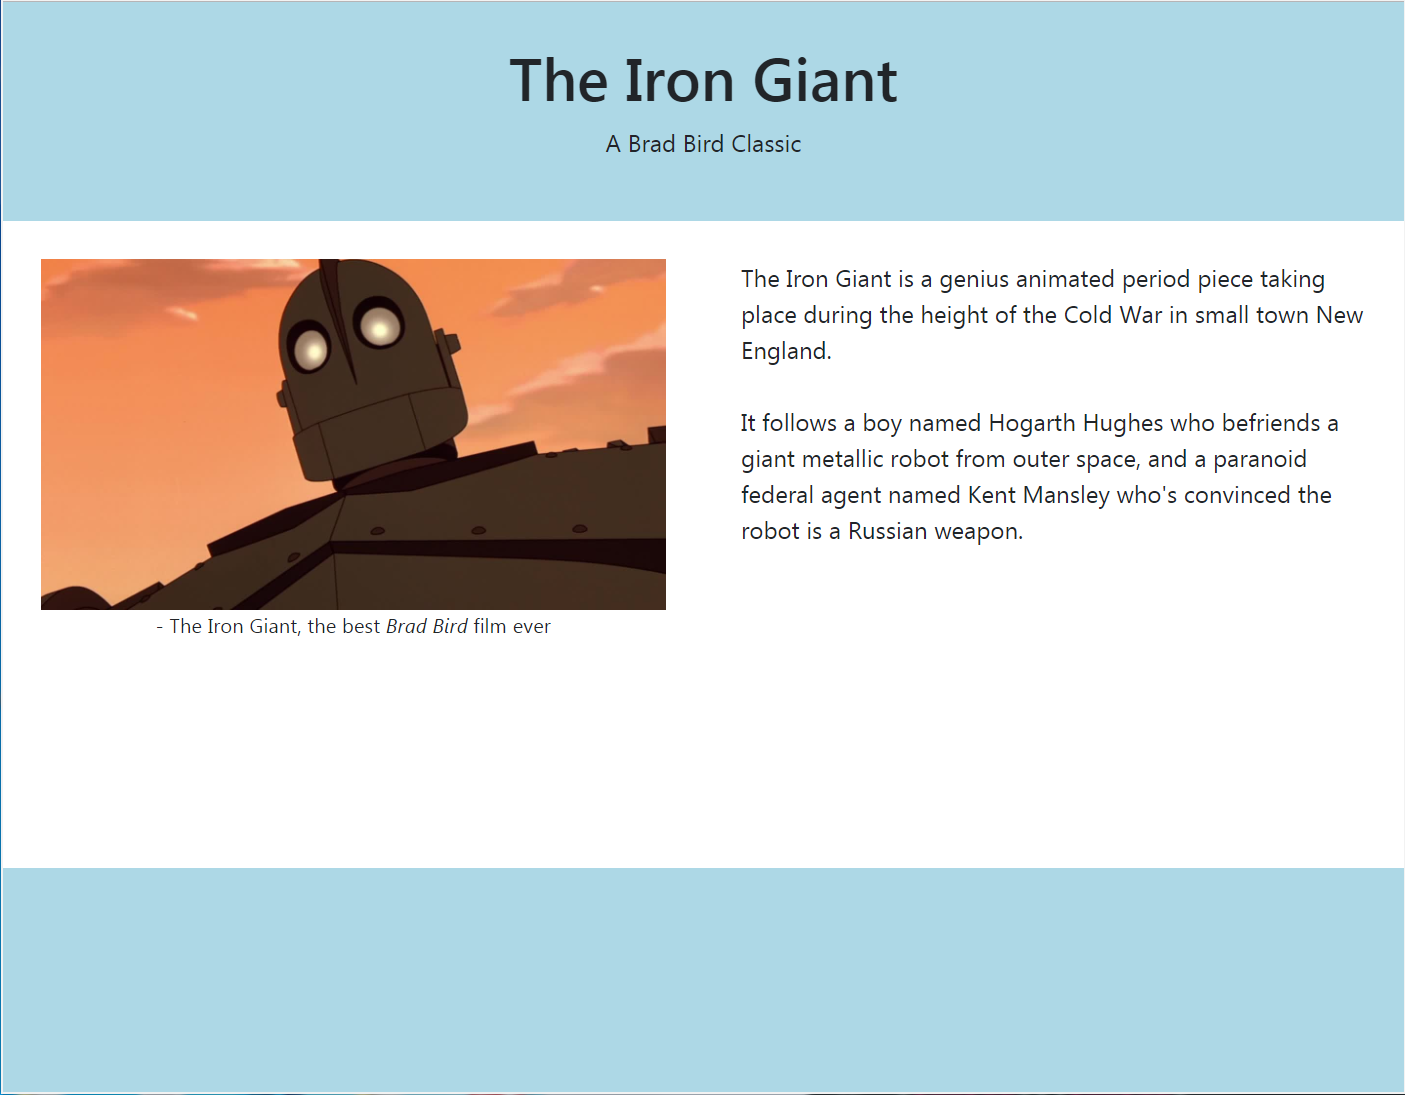 The Iron Giant
A Brad Bird Classic
- The Iron Giant, the best Brad Bird film ever
The Iron Giant is a genius animated period piece taking
place during the height of the Cold War in small town New
England.
It follows a boy named Hogarth Hughes who befriends a
giant metallic robot from outer space, and a paranoid
federal agent named Kent Mansley who's convinced the
robot is a Russian weapon.